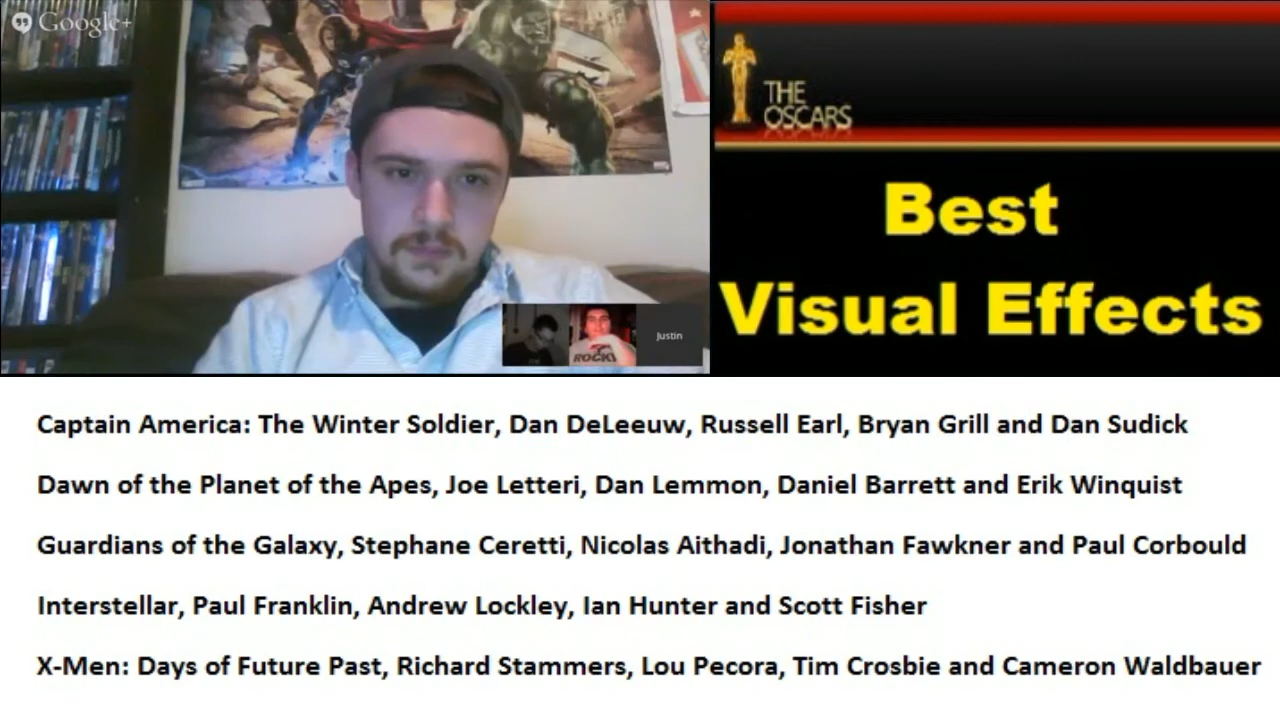 Google+
THE
OSCARS
Best
Visual Effects
Justin
ROCKY
Captain America: The Winter Soldier, Dan DeLeeuw, Russell Earl, Bryan Grill and Dan Sudick
Dawn of the Planet of the Apes, Joe Letteri, Dan Lemmon, Daniel Barrett and Erik Winquist
Guardians of the Galaxy, Stephane Ceretti, Nicolas Aithadi, Jonathan Fawkner and Paul Corbould
Interstellar, Paul Franklin, Andrew Lockley, Ian Hunter and Scott Fisher
X-Men: Days of Future Past, Richard Stammers, Lou Pecora, Tim Crosbie and Cameron Waldbauer